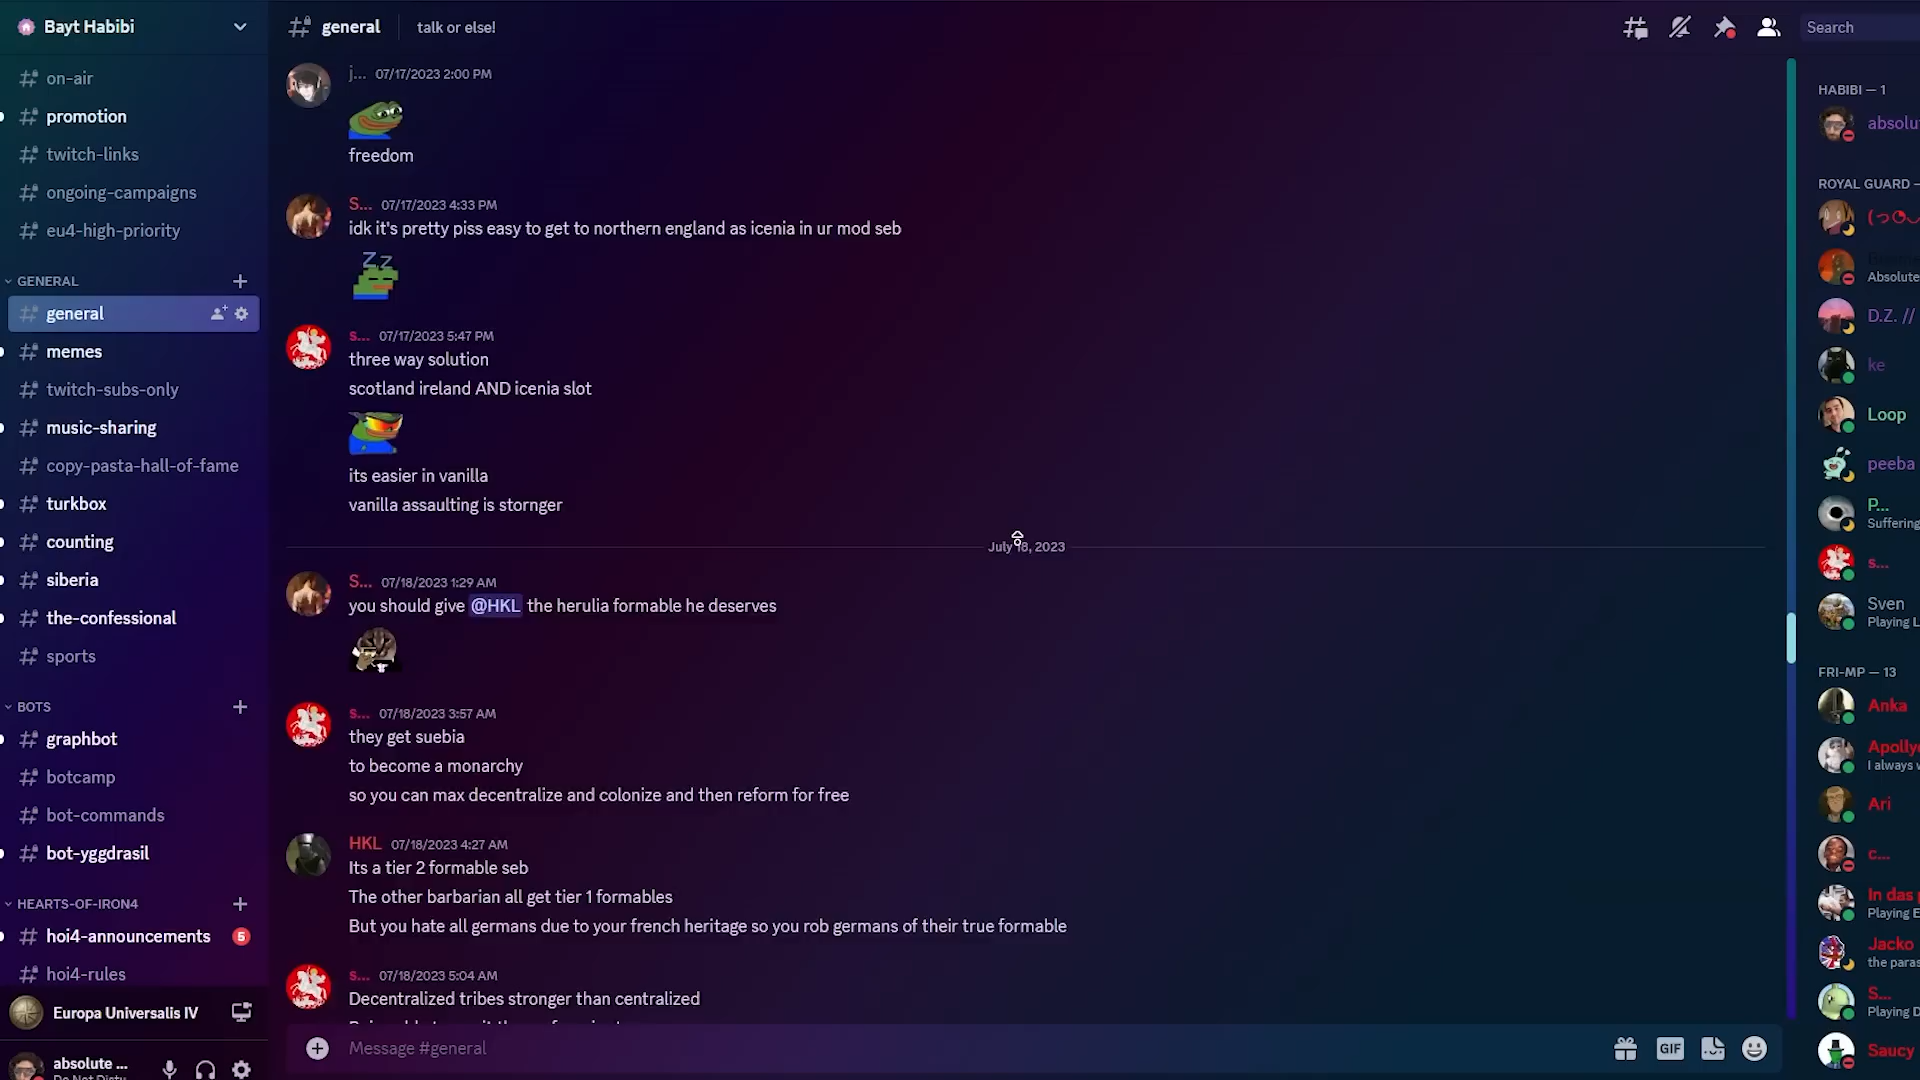 Bayt Habibi
on-air
promotion
twitch-links
ongoing-campaigns
eu4-high-priority
GENERAL
general
memes
twitch-subs-only
music-sharing
copy-pasta-hall-of-fame
turkbox
counting
siberia
the-confessional
sports
BOTS
graphbot
botcamp
bot-commands
bot-yggdrasil
HEARTS-OF-IRON4
hoi4-announcements 5
hoi4-rules
Europa Universalis IV
absolute ...
general talk or else!
Search
j... 07/17/2023 2:00 PM
freedom
S... 07/17/2023 4:33 PM
idk it's pretty piss easy to get to northern england as icenia in ur mod seb
s... 07/17/2023 5:47 PM
three way solution
scotland ireland AND icenia slot
its easier in vanilla
vanilla assaulting is stornger
July 18, 2023
S... 07/18/2023 1:29 AM
you should give @HKL the herulia formable he deserves
s... 07/18/2023 3:57 AM
they get suebia
to become a monarchy
so you can max decentralize and colonize and then reform for free
HKL 07/18/2023 4:27 AM
Its a tier 2 formable seb
The other barbarian all get tier 1 formables
But you hate all germans due to your french heritage so you rob germans of their true formable
s... 07/18/2023 5:04 AM
Decentralized tribes stronger than centralized
Message #general
GIF
HABIBI — 1
absolu
ROYAL GUARD —
Absolute
D.Z. //
ke
Loop
peeba
P...
Suffering
s...
Sven
Playing L
FRI-MP — 13
Anka
Apolly
I always
Ari
c...
In das
Playing E
Jacko
the paras
S...
Playing D
Saucy